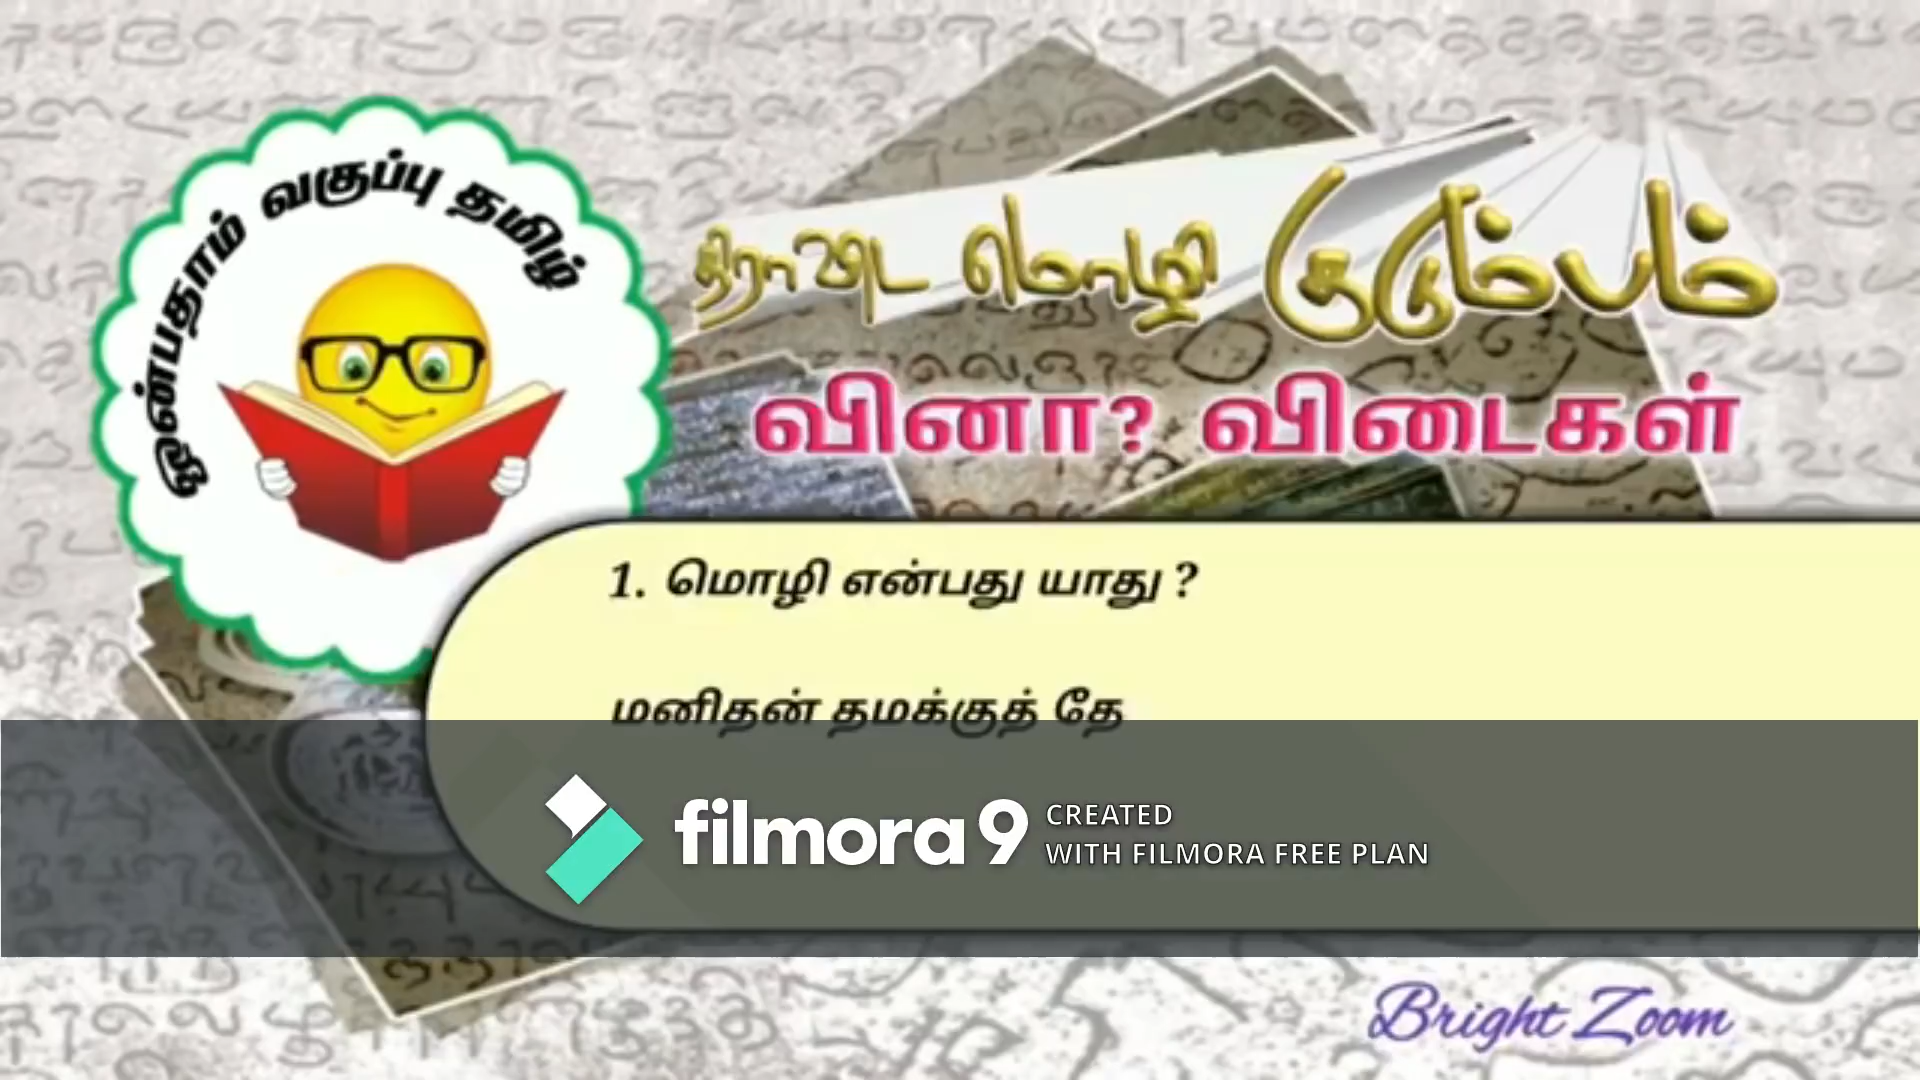 ஒன்பதாம் வகுப்பு தமிழ்
திராவிட மொழி குடும்பம்
வினா? விடைகள்
1. மொழி என்பது யாது ?
மனிதன் தமக்குத் தே
filmora 9
CREATED
WITH FILMORA FREE PLAN
Bright Zoom